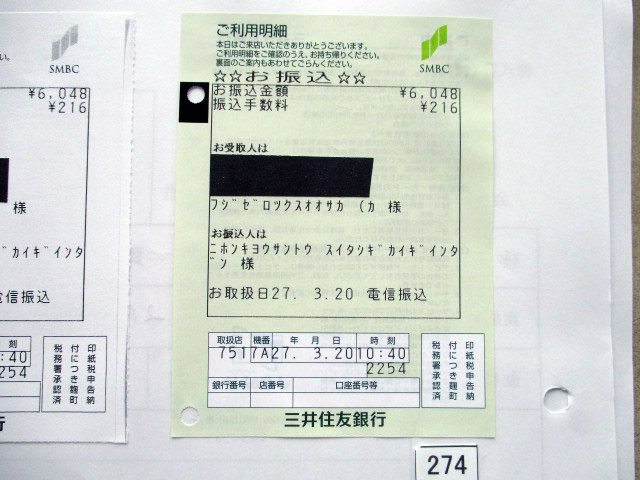 SMBC
¥6,048
¥216
様
ﾞカイギインタ
信振込
刻
:40
2254
印紙税申告納
付につき麹町
税務署承認済
ご利用明細
本日はご来店いただきありがとうございます。
ご利用明細をご確認のうえ、お持ち帰りください。
裏面のご案内もあわせてごらんください。
SMBC
☆☆お振込☆☆
お振込金額 ¥6,048
振込手数料 ¥216
お受取人は
フジゼロックスオオサカ (カ 様
お振込人は
ニホンキヨウサントウ スイタシギカイギインタ
ﾞン 様
お取扱日27. 3.20 電信振込
取扱店 機番 年 月 日 時 刻
7517A27. 3.2010:40
2254
銀行番号 店番号 口座番号等
印紙税申告納
付につき麹町
税務署承認済
三井住友銀行
274